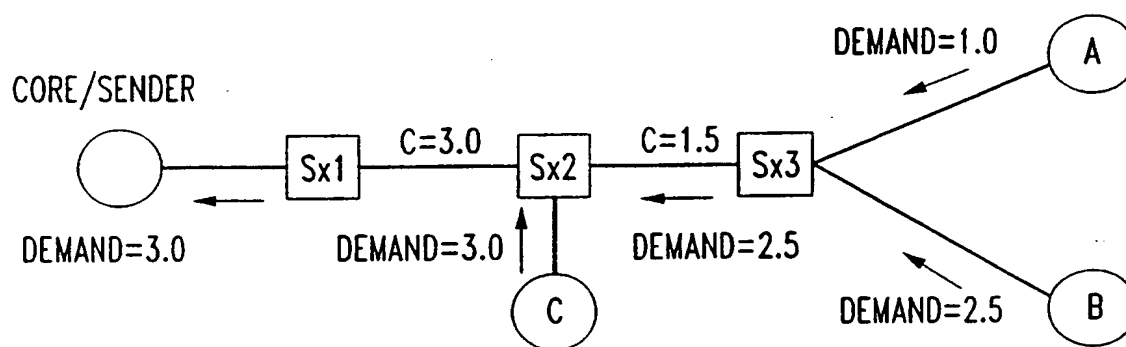 DEMAND=1.0
A
CORE/SENDER
Sx1
C=3.0
Sx2
C=1.5
Sx3
DEMAND=3.0
DEMAND=3.0
DEMAND=2.5
C
DEMAND=2.5
B